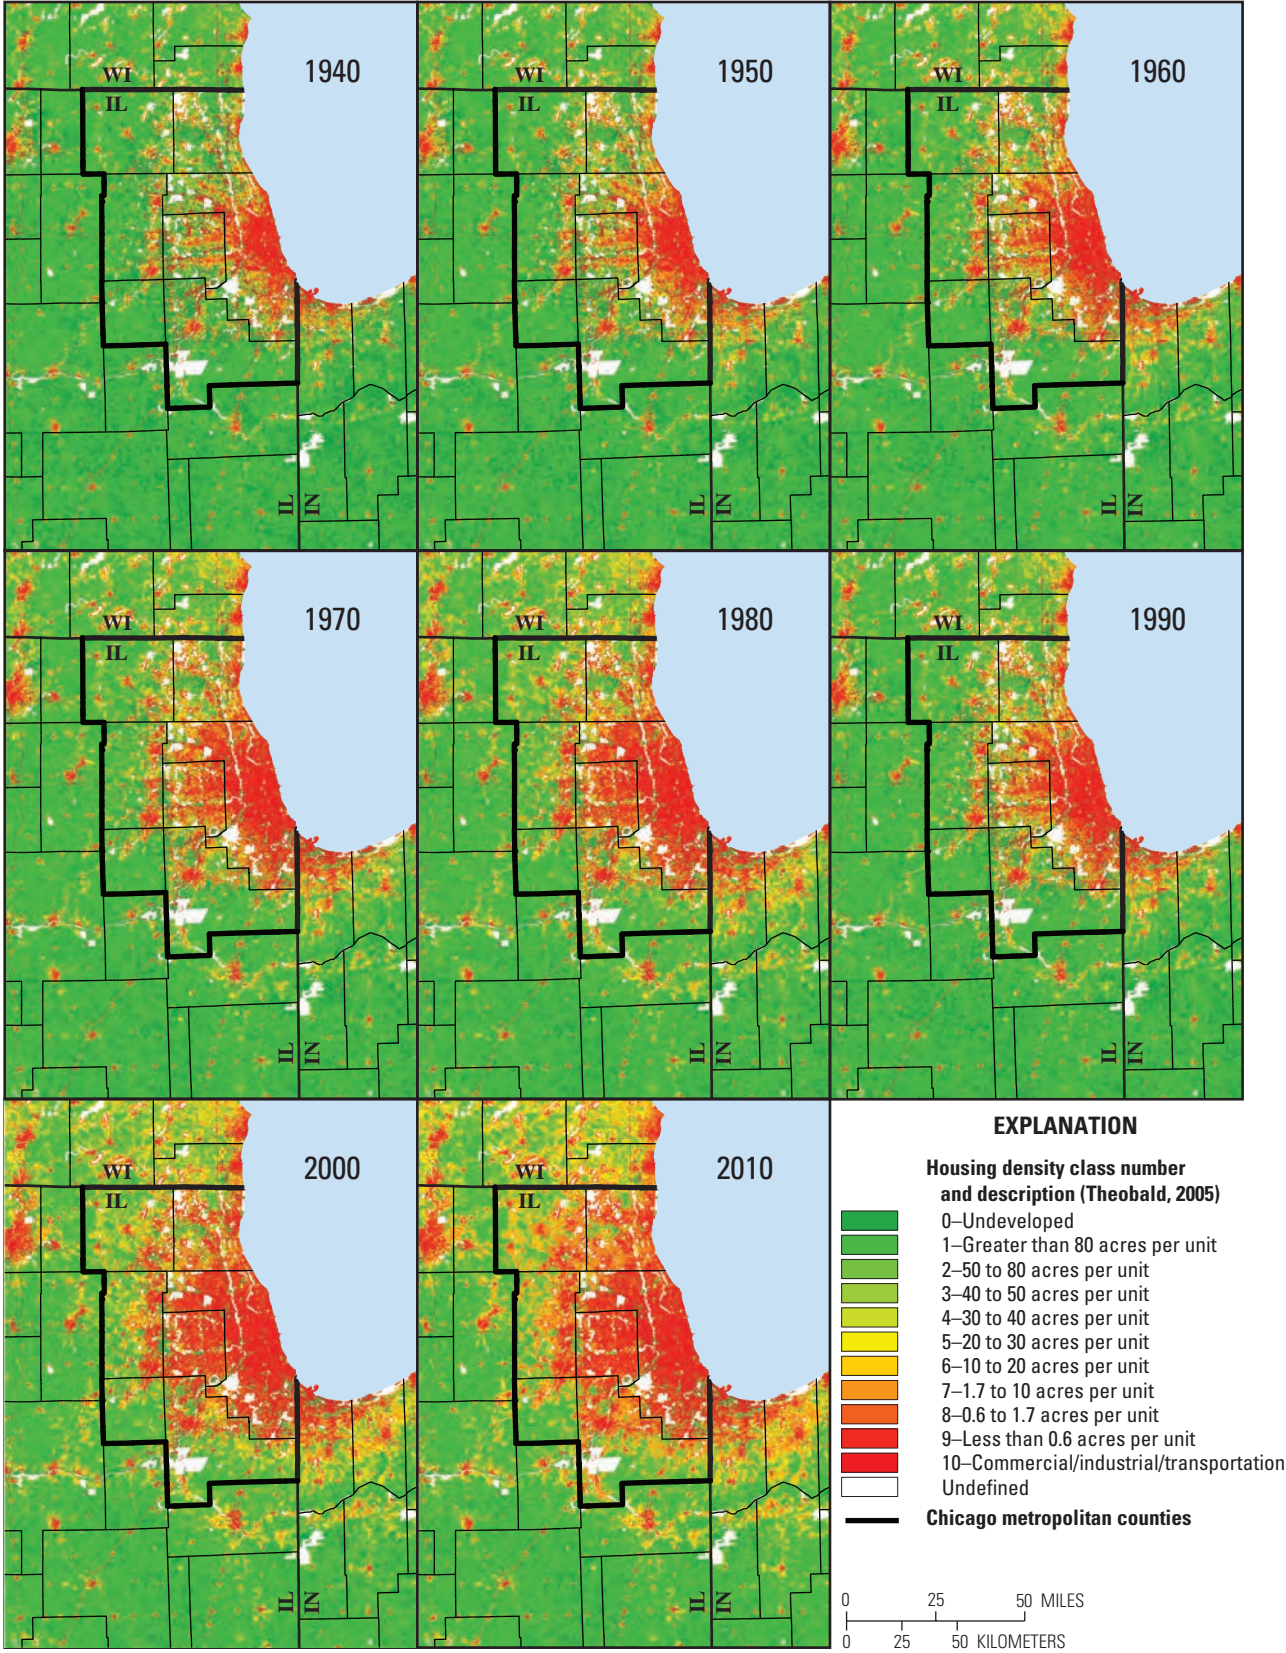 1940
WI
IL
IL
IN
1950
WI
IL
IL
IN
1960
WI
IL
IL
IN
1970
WI
IL
IL
IN
1980
WI
IL
IL
IN
1990
WI
IL
IL
IN
2000
WI
IL
IL
IN
2010
WI
IL
IL
IN
EXPLANATION
Housing density class number
and description (Theobald, 2005)
0–Undeveloped
1–Greater than 80 acres per unit
2–50 to 80 acres per unit
3–40 to 50 acres per unit
4–30 to 40 acres per unit
5–20 to 30 acres per unit
6–10 to 20 acres per unit
7–1.7 to 10 acres per unit
8–0.6 to 1.7 acres per unit
9–Less than 0.6 acres per unit
10–Commercial/industrial/transportation
Undefined
Chicago metropolitan counties
0 25 50 MILES
0 25 50 KILOMETERS